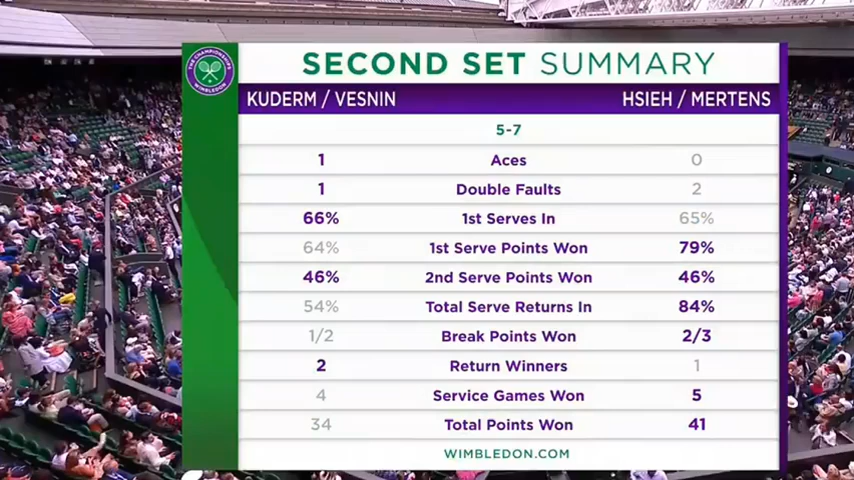 THE CHAMPIONSHIPS
WIMBLEDON
SECOND SET SUMMARY
KUDERM / VESNIN HSIEH / MERTENS
5-7
1 Aces 0
1 Double Faults 2
66% 1st Serves In 65%
64% 1st Serve Points Won 79%
46% 2nd Serve Points Won 46%
54% Total Serve Returns In 84%
1/2 Break Points Won 2/3
2 Return Winners 1
4 Service Games Won 5
34 Total Points Won 41
WIMBLEDON.COM